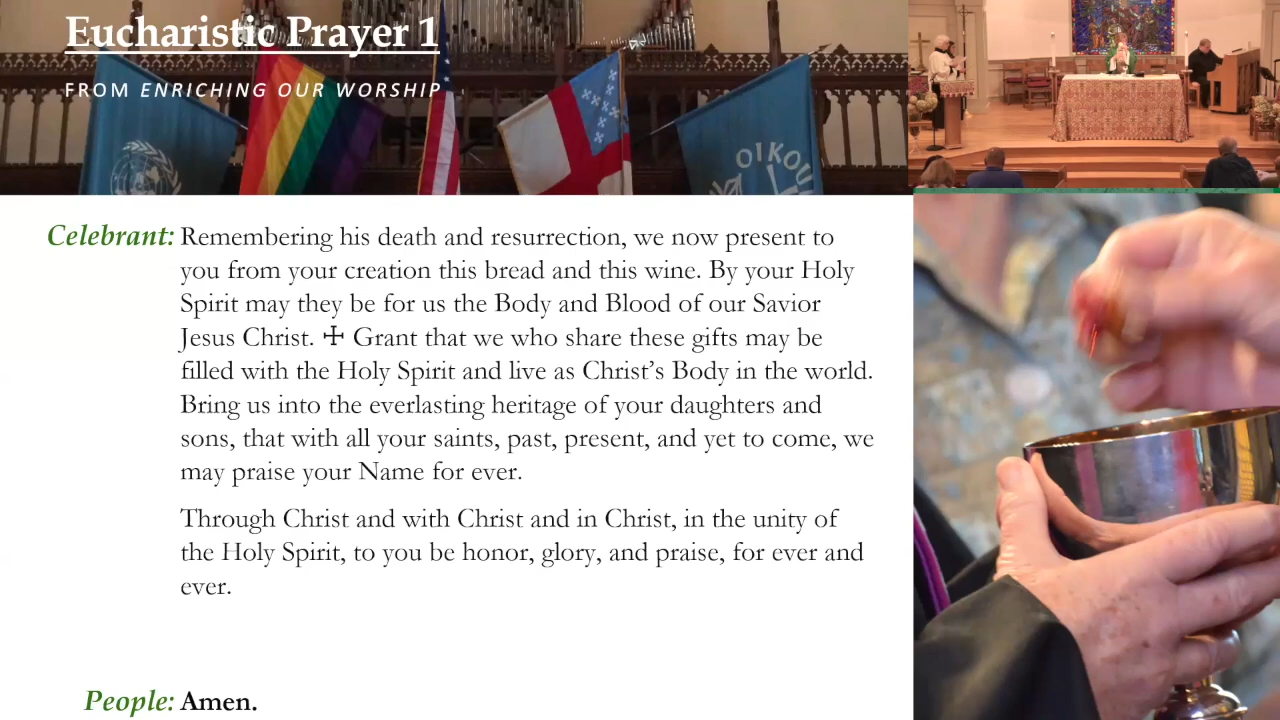 Eucharistic Prayer 1
FROM ENRICHING OUR WORSHIP
OIKOU
Celebrant: Remembering his death and resurrection, we now present to
you from your creation this bread and this wine. By your Holy
Spirit may they be for us the Body and Blood of our Savior
Jesus Christ. ☩ Grant that we who share these gifts may be
filled with the Holy Spirit and live as Christ’s Body in the world.
Bring us into the everlasting heritage of your daughters and
sons, that with all your saints, past, present, and yet to come, we
may praise your Name for ever.
Through Christ and with Christ and in Christ, in the unity of
the Holy Spirit, to you be honor, glory, and praise, for ever and
ever.
People: Amen.